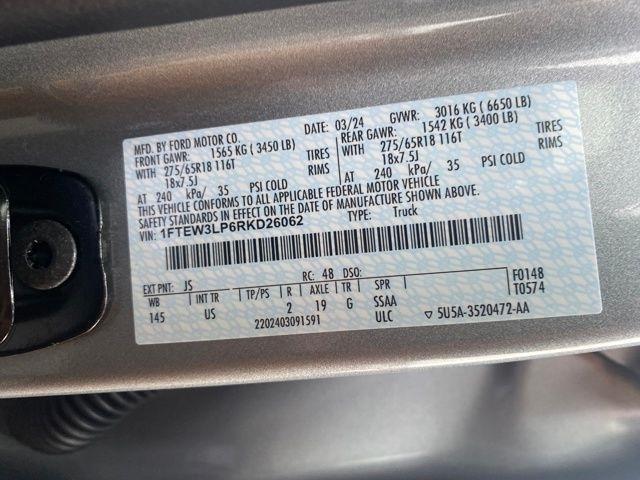 MFD. BY FORD MOTOR CO. DATE: 03/24 GVWR: 3016 KG ( 6650 LB)
FRONT GAWR: 1565 KG ( 3450 LB) REAR GAWR: 1542 KG ( 3400 LB)
WITH 275/65R18 116T TIRES WITH 275/65R18 116T TIRES
18x7.5J RIMS 18x7.5J RIMS
AT 240 kPa/ 35 PSI COLD AT 240 kPa/ 35 PSI COLD
THIS VEHICLE CONFORMS TO ALL APPLICABLE FEDERAL MOTOR VEHICLE
SAFETY STANDARDS IN EFFECT ON THE DATE OF MANUFACTURE SHOWN ABOVE.
VIN: 1FTEW3LP6RKD26062 TYPE: Truck
EXT PNT: JS RC: 48 DSO: F0148
WB INT TR TP/PS R AXLE TR SPR T0574
145 US 2 19 G SSAA
2202403091591 ULC ▽ 5U5A-3520472-AA